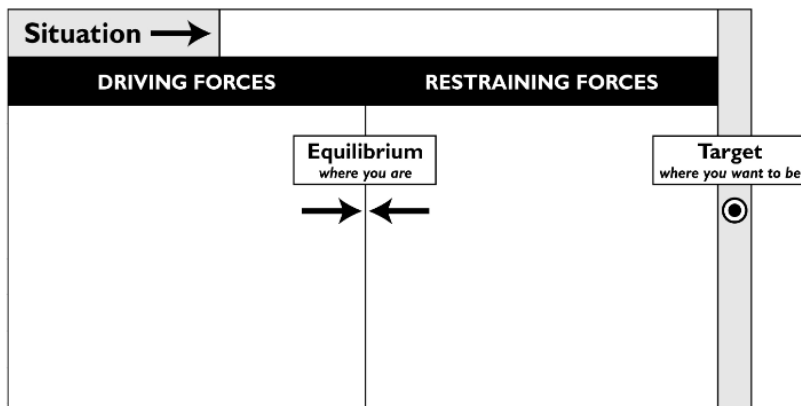 Situation
DRIVING FORCES
RESTRAINING FORCES
Equilibrium
where you are
Target
where you want to be